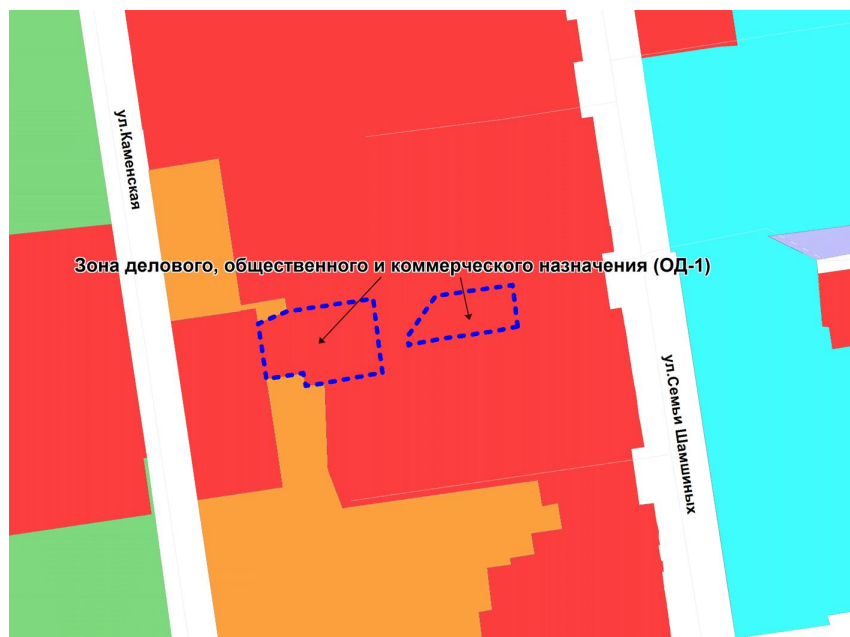 ул.Каменская
Зона делового, общественного и коммерческого назначения (ОД-1)
ул.Семьи Шамшиных